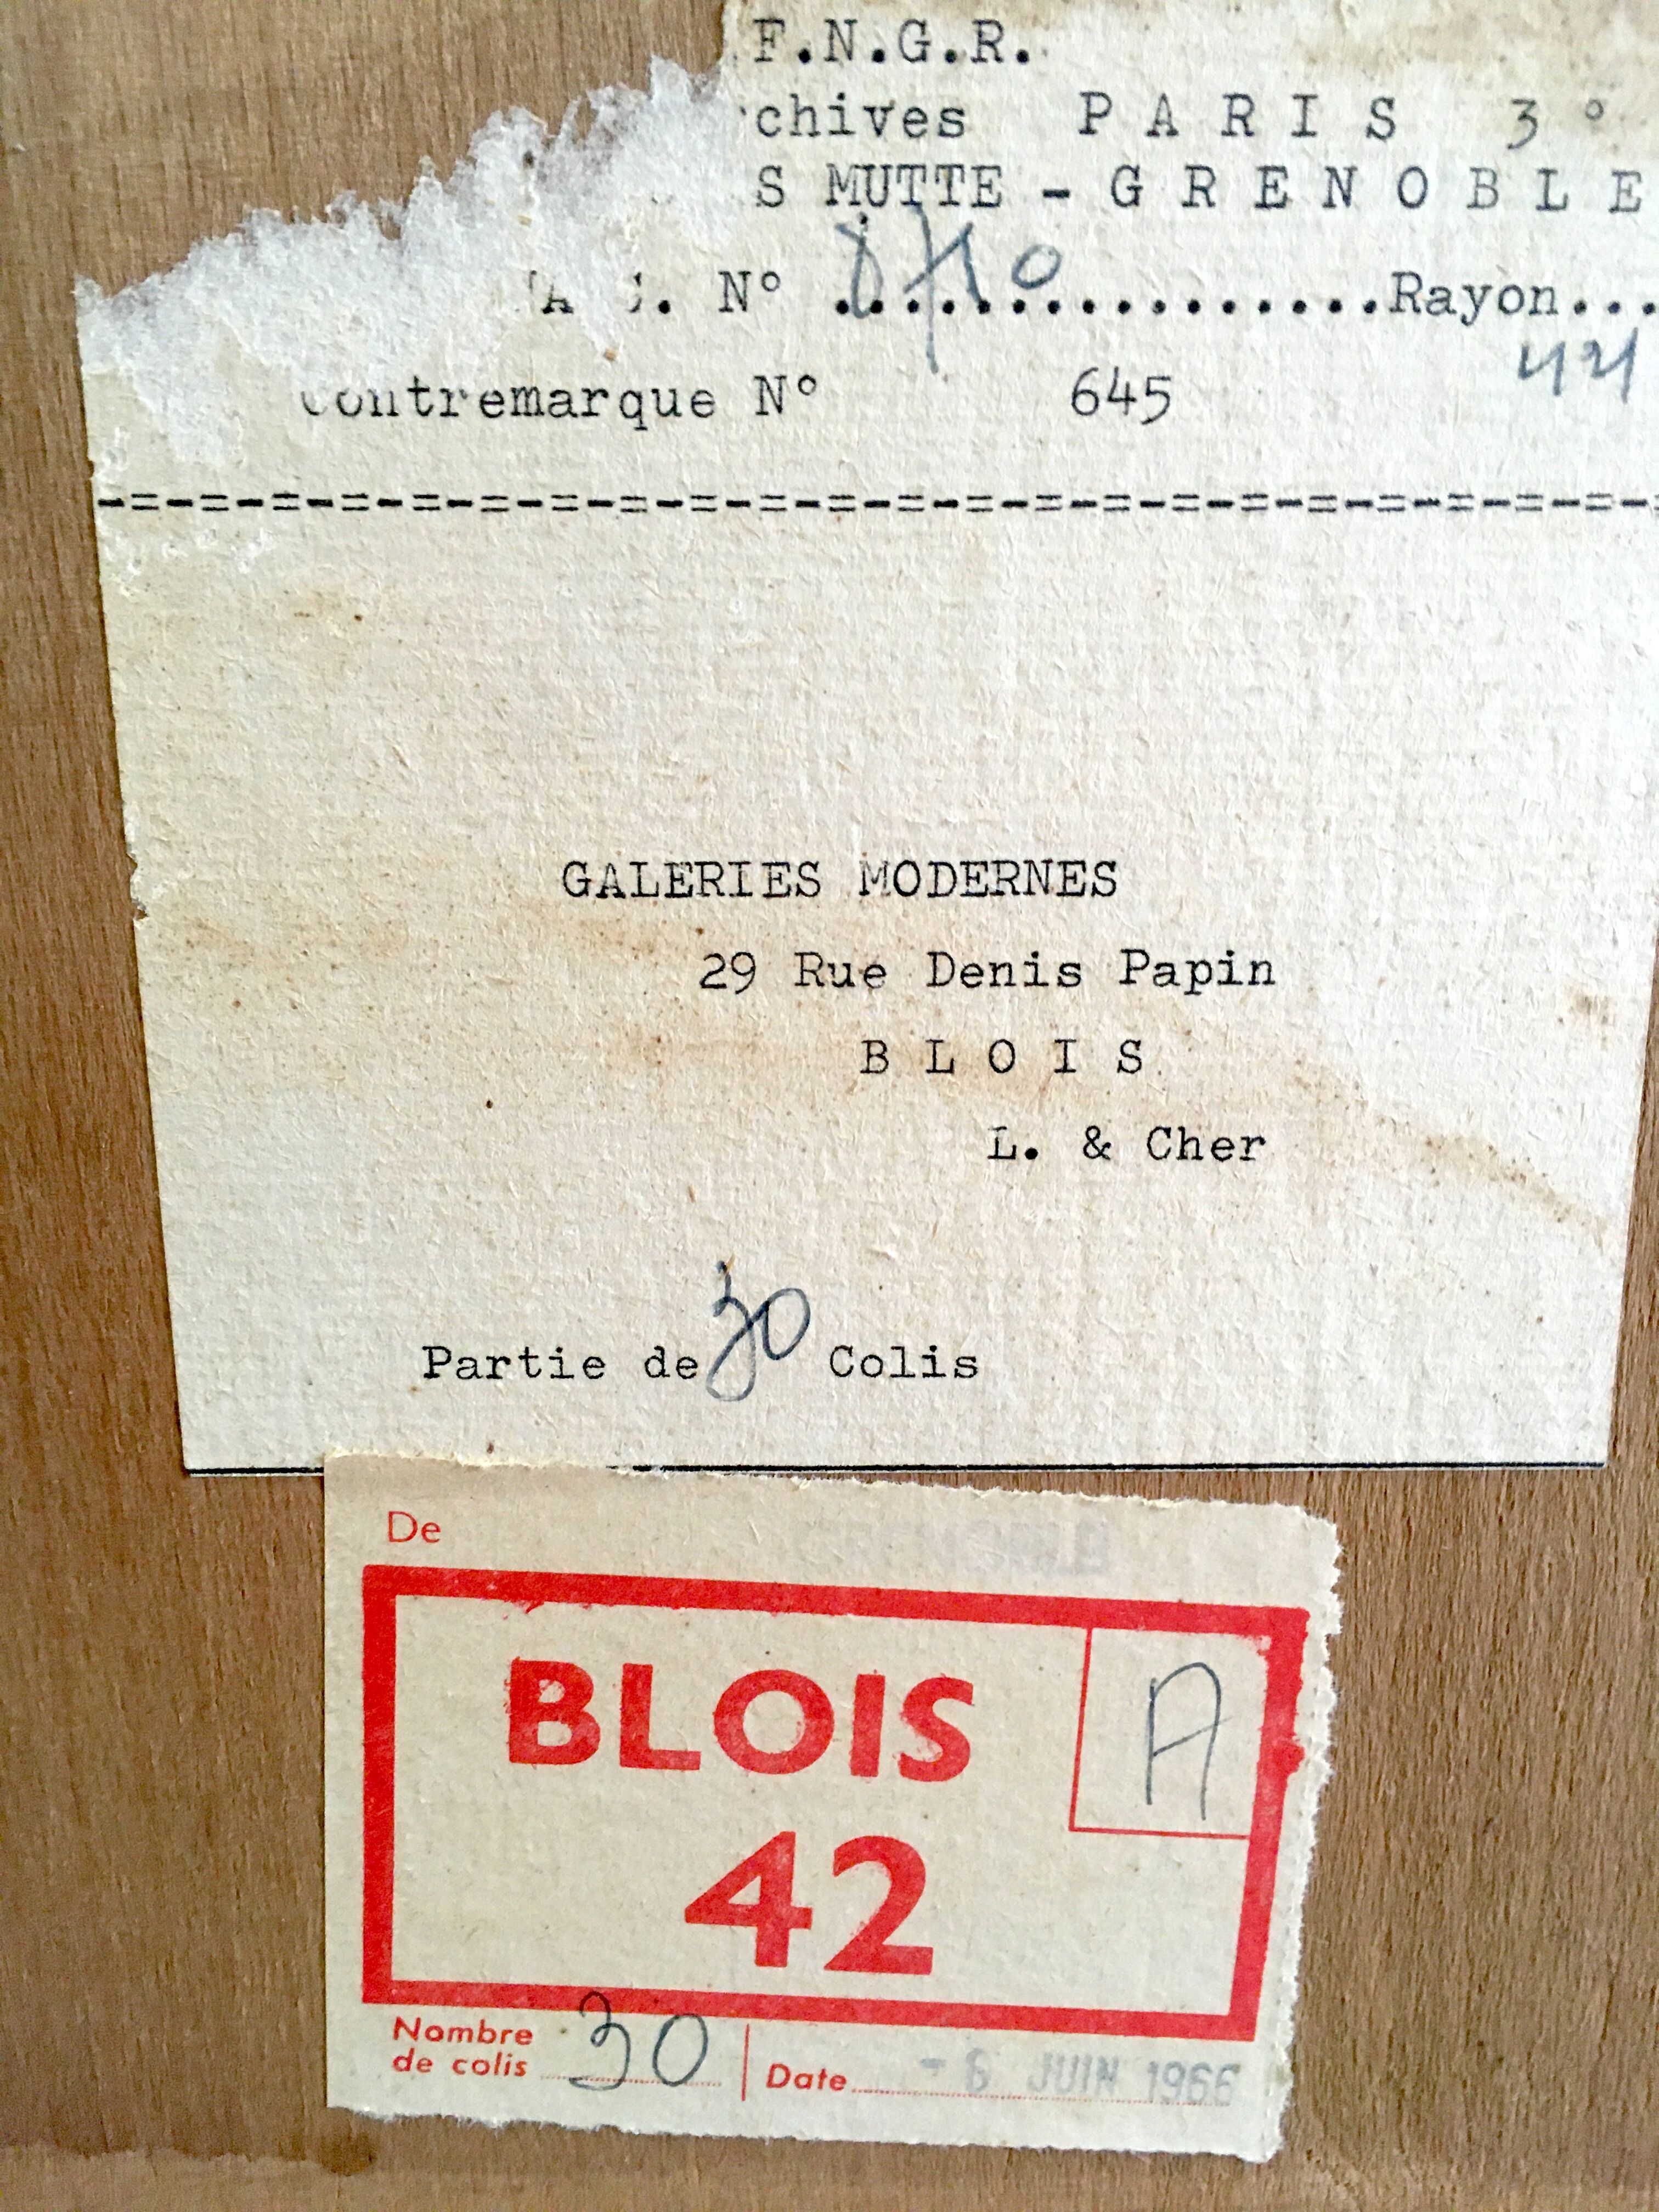 F.N.G.R.
chives PARIS 3°
S MUTTE - GRENOBLE
N° ................Rayon...
44
Contremarque N° 645
-=-=-=-=-=-=-=-=-=-=-=-=-=-=-=-=-=-=-=-=-=-=-
GALERIES MODERNES
29 Rue Denis Papin
BLOIS
L. & Cher
Partie de 30 Colis
De
BLOIS
A
42
Nombre
de colis 30
Date - 8 JUIN 1966